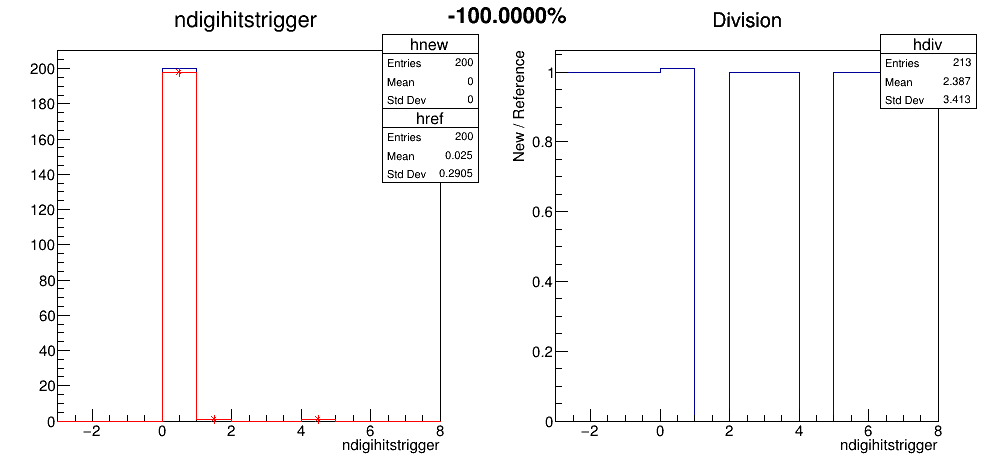 -100.0000%
ndigihitstrigger
hnew
Entries 200
Mean 0
Std Dev 0
href
Entries 200
Mean 0.025
Std Dev 0.2905
200
180
160
140
120
100
80
60
40
20
0
−2 0 2 4 6 8
ndigihitstrigger
Division
hdiv
Entries 213
Mean 2.387
Std Dev 3.413
New / Reference
1
0.8
0.6
0.4
0.2
0
−2 0 2 4 6 8
ndigihitstrigger